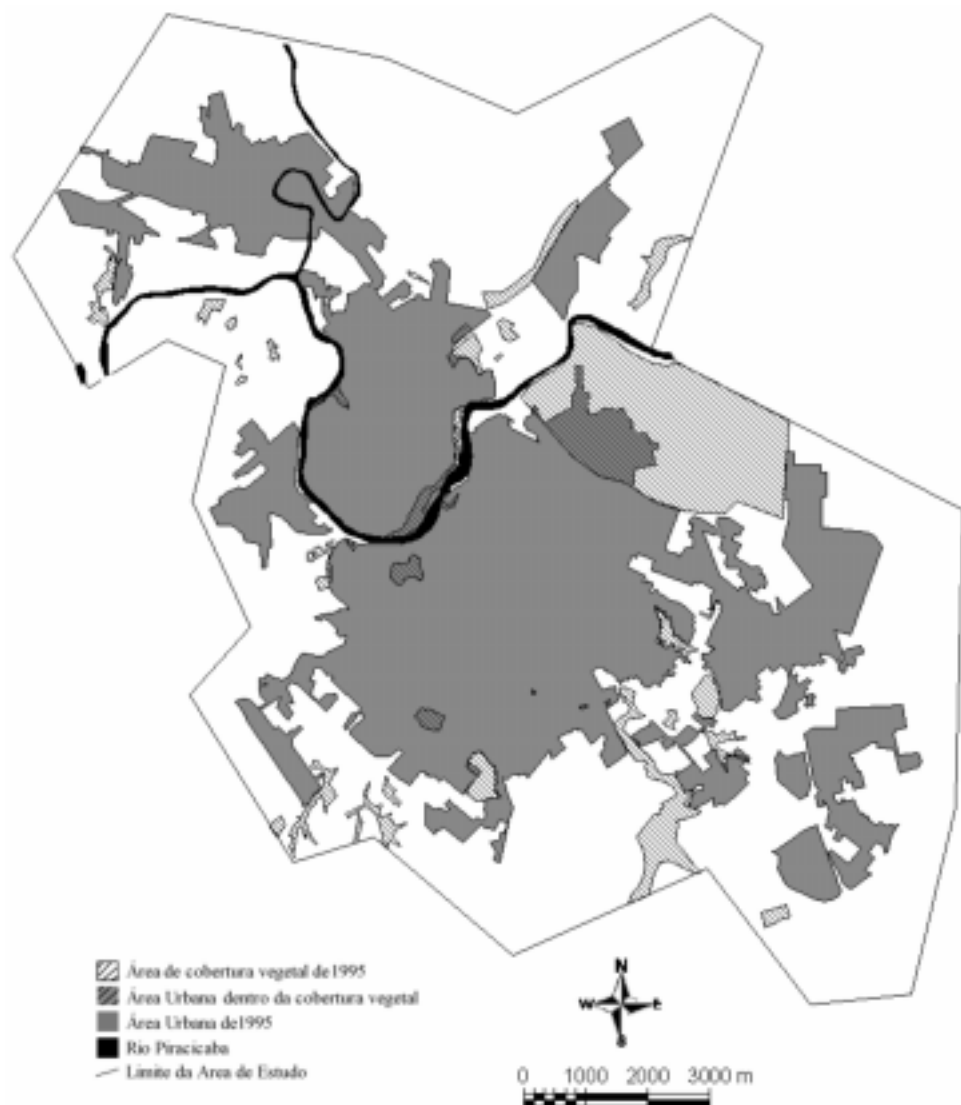 Área de cobertura vegetal de1995
Área Urbana dentro da cobertura vegetal
Área Urbana de1995
Rio Piracicaba
Limite da Area de Estudo
N
W E
S
0 1000 2000 3000 m